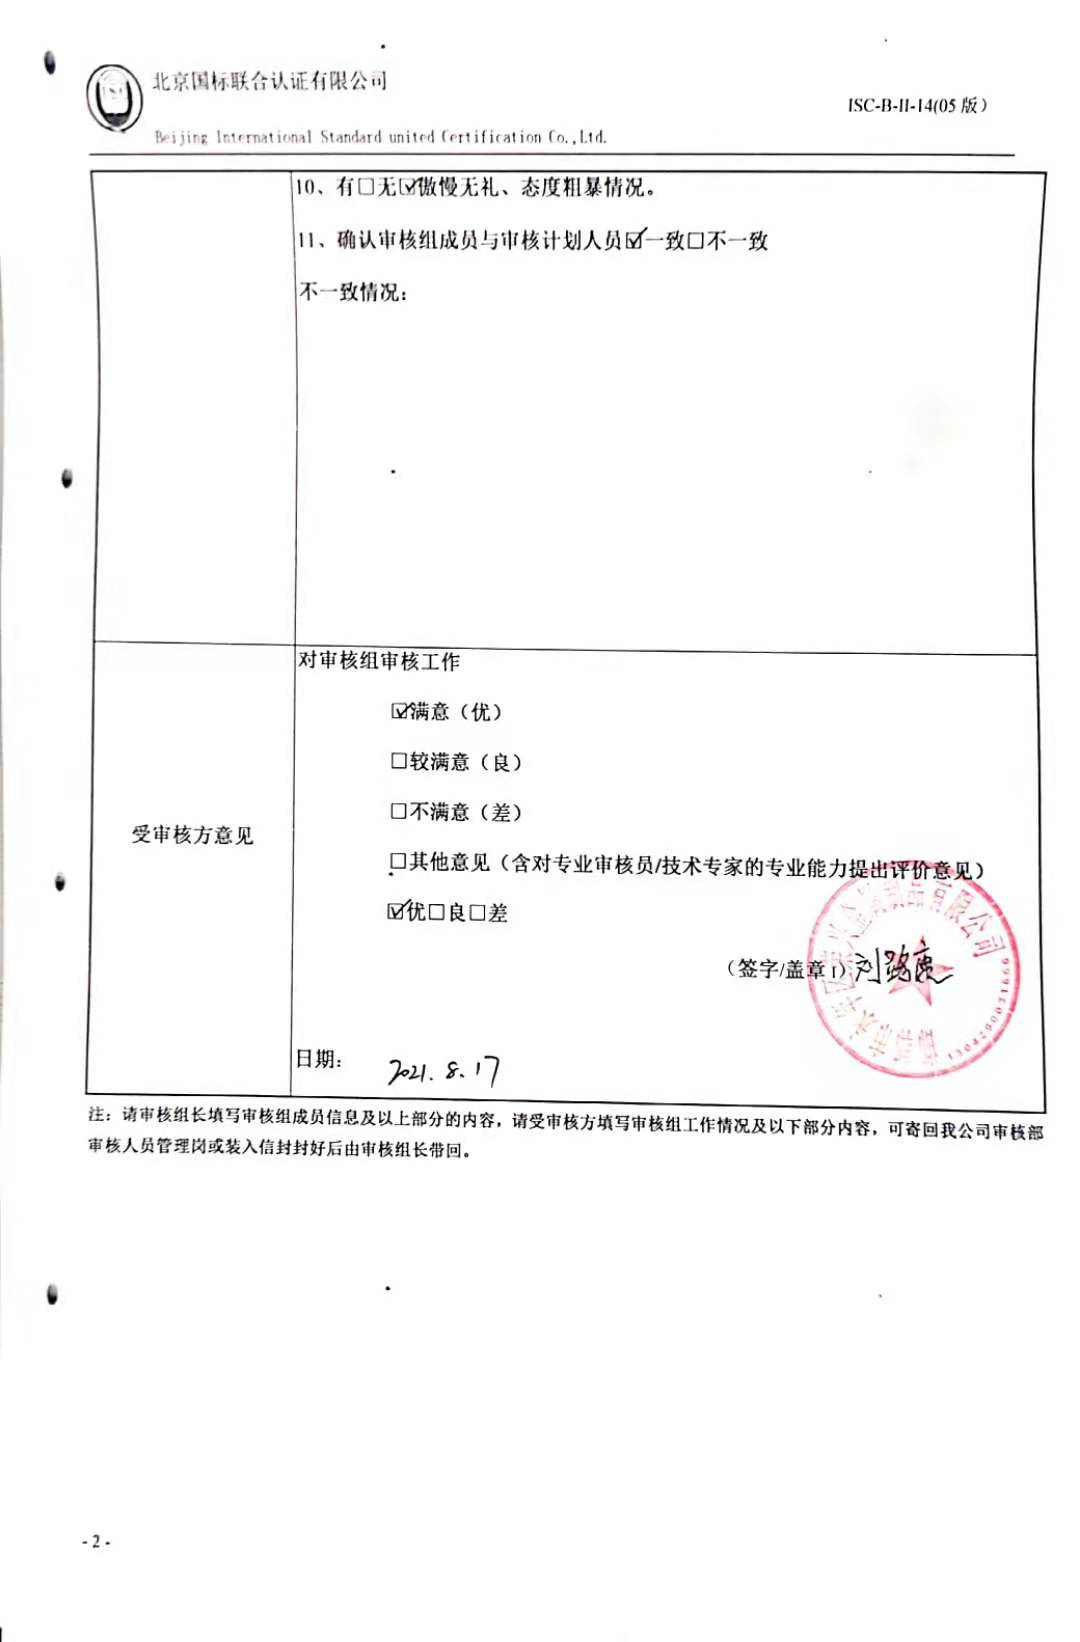 北京国标联合认证有限公司
ISC-B-II-14(05 版)
Beijing International Standard united Certification Co.,Ltd.
10、有□无☑傲慢无礼、态度粗暴情况。
11、确认审核组成员与审核计划人员☑一致□不一致
不一致情况：
对审核组审核工作
☑满意（优）
□较满意（良）
□不满意（差）
受审核方意见
□其他意见（含对专业审核员/技术专家的专业能力提出评价意见）
☑优□良□差
（签字/盖章）
日期： 2021.8.17
注：请审核组长填写审核组成员信息及以上部分的内容，请受审核方填写审核组工作情况及以下部分内容，可寄回我公司审核部
审核人员管理岗或装入信封封好后由审核组长带回。
- 2 -